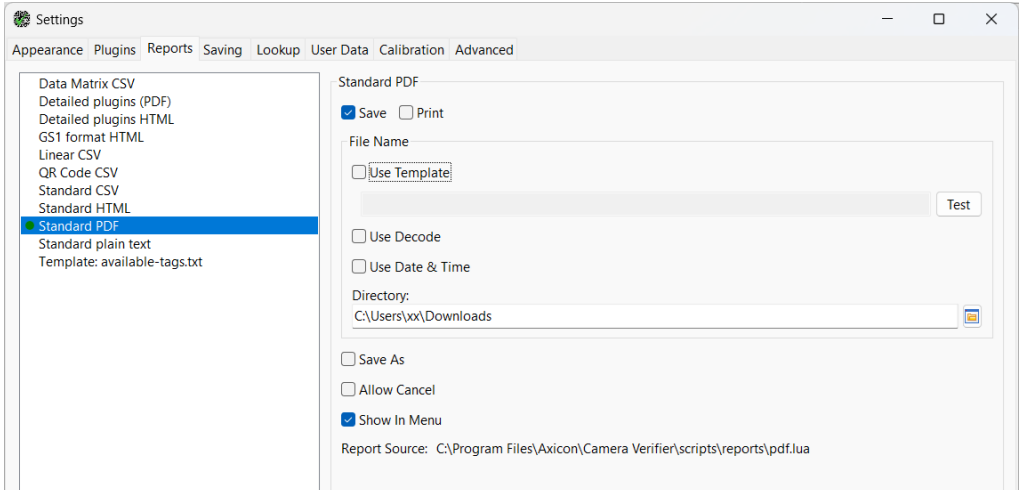 Settings
Appearance Plugins Reports Saving Lookup User Data Calibration Advanced
Data Matrix CSV
Detailed plugins (PDF)
Detailed plugins HTML
GS1 format HTML
Linear CSV
QR Code CSV
Standard CSV
Standard HTML
Standard PDF
Standard plain text
Template: available-tags.txt
Standard PDF
Save Print
File Name
Use Template
Test
Use Decode
Use Date & Time
Directory:
C:\Users\xx\Downloads
Save As
Allow Cancel
Show In Menu
Report Source: C:\Program Files\Axicon\Camera Verifier\scripts\reports\pdf.lua